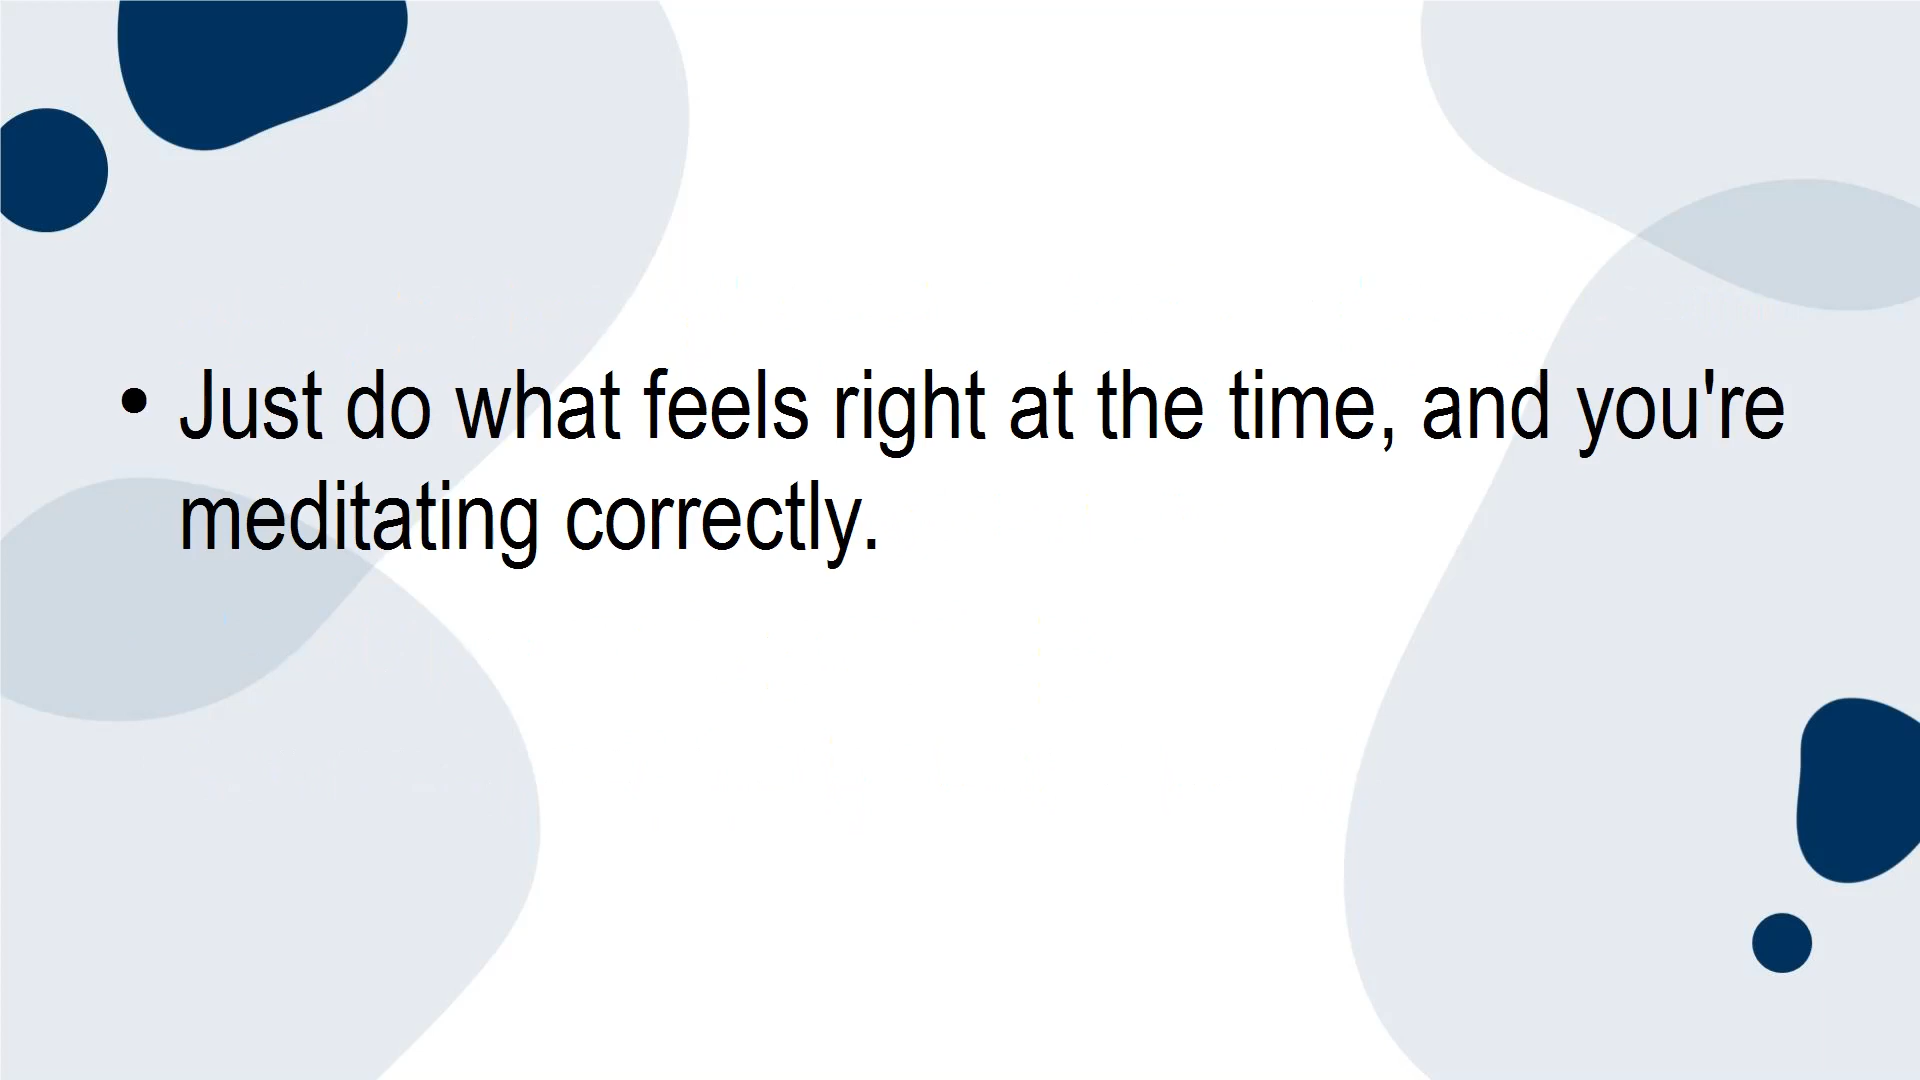 • Just do what feels right at the time, and you're
meditating correctly.